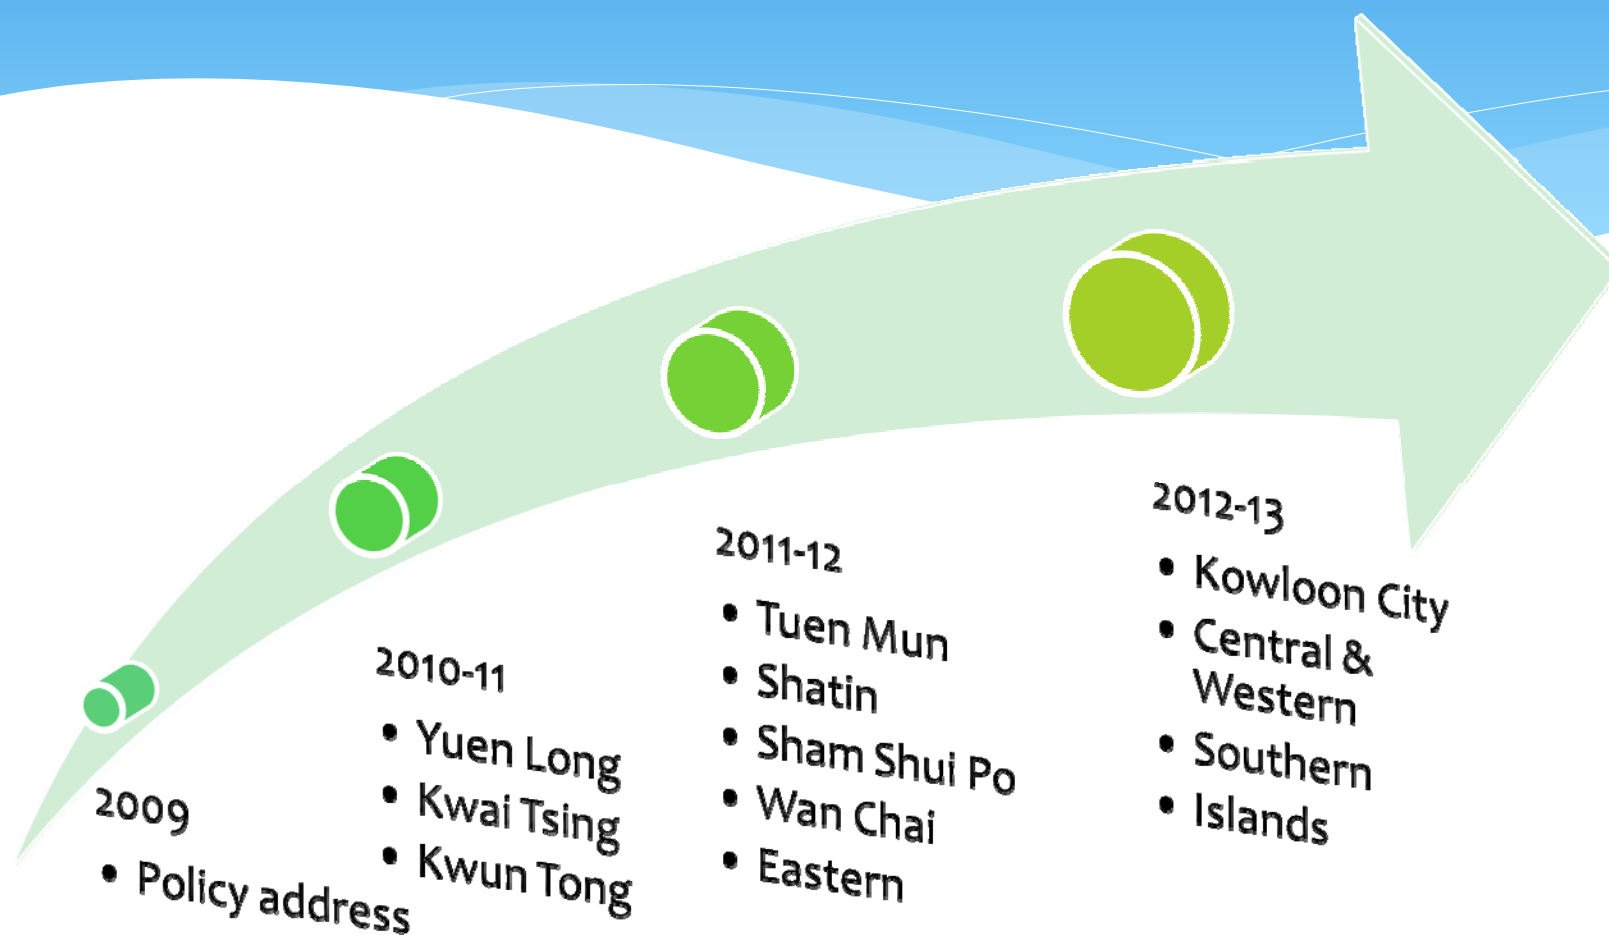 2009
• Policy address
2010-11
• Yuen Long
• Kwai Tsing
• Kwun Tong
2011-12
• Tuen Mun
• Shatin
• Sham Shui Po
• Wan Chai
• Eastern
2012-13
• Kowloon City
• Central &
Western
• Southern
• Islands